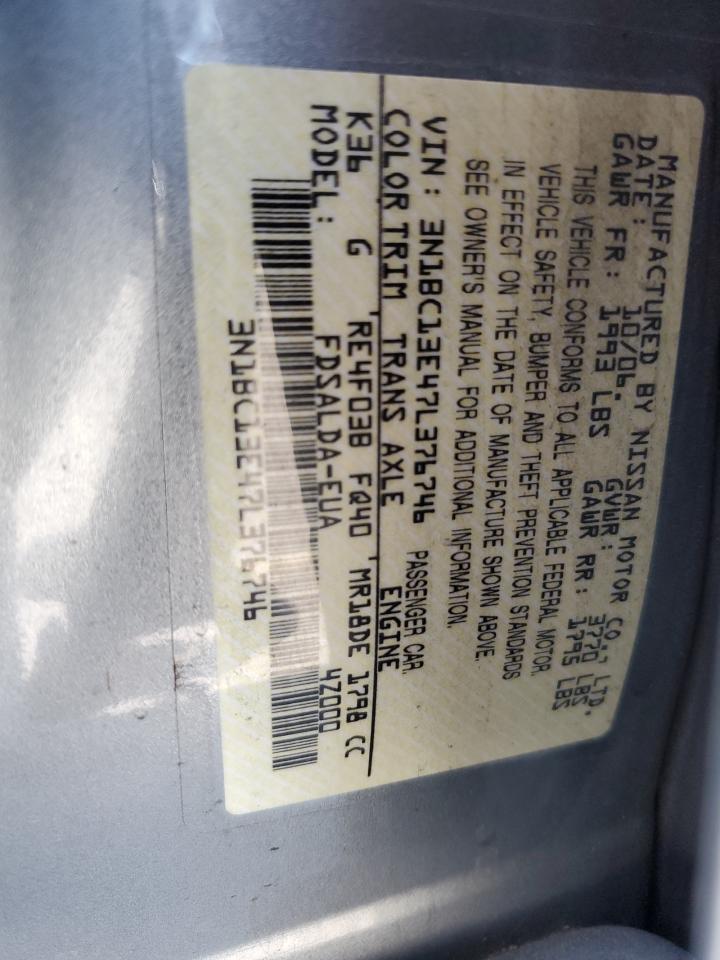 MANUFACTURED BY NISSAN MOTOR CO., LTD.
DATE: 10/06. GVWR: 3770 LBS
GAWR FR: 1993 LBS GAWR RR: 1795 LBS
THIS VEHICLE CONFORMS TO ALL APPLICABLE FEDERAL MOTOR
VEHICLE SAFETY, BUMPER AND THEFT PREVENTION STANDARDS
IN EFFECT ON THE DATE OF MANUFACTURE SHOWN ABOVE.
SEE OWNER'S MANUAL FOR ADDITIONAL INFORMATION.
VIN: 3N1BC13E47L376746 PASSENGER CAR.
COLOR TRIM TRANS AXLE ENGINE
K36 G RE4F03B FQ40 MR18DE 1798 CC
MODEL: FDSALDA-EUA 4Z000
3N1BC13E47L376746